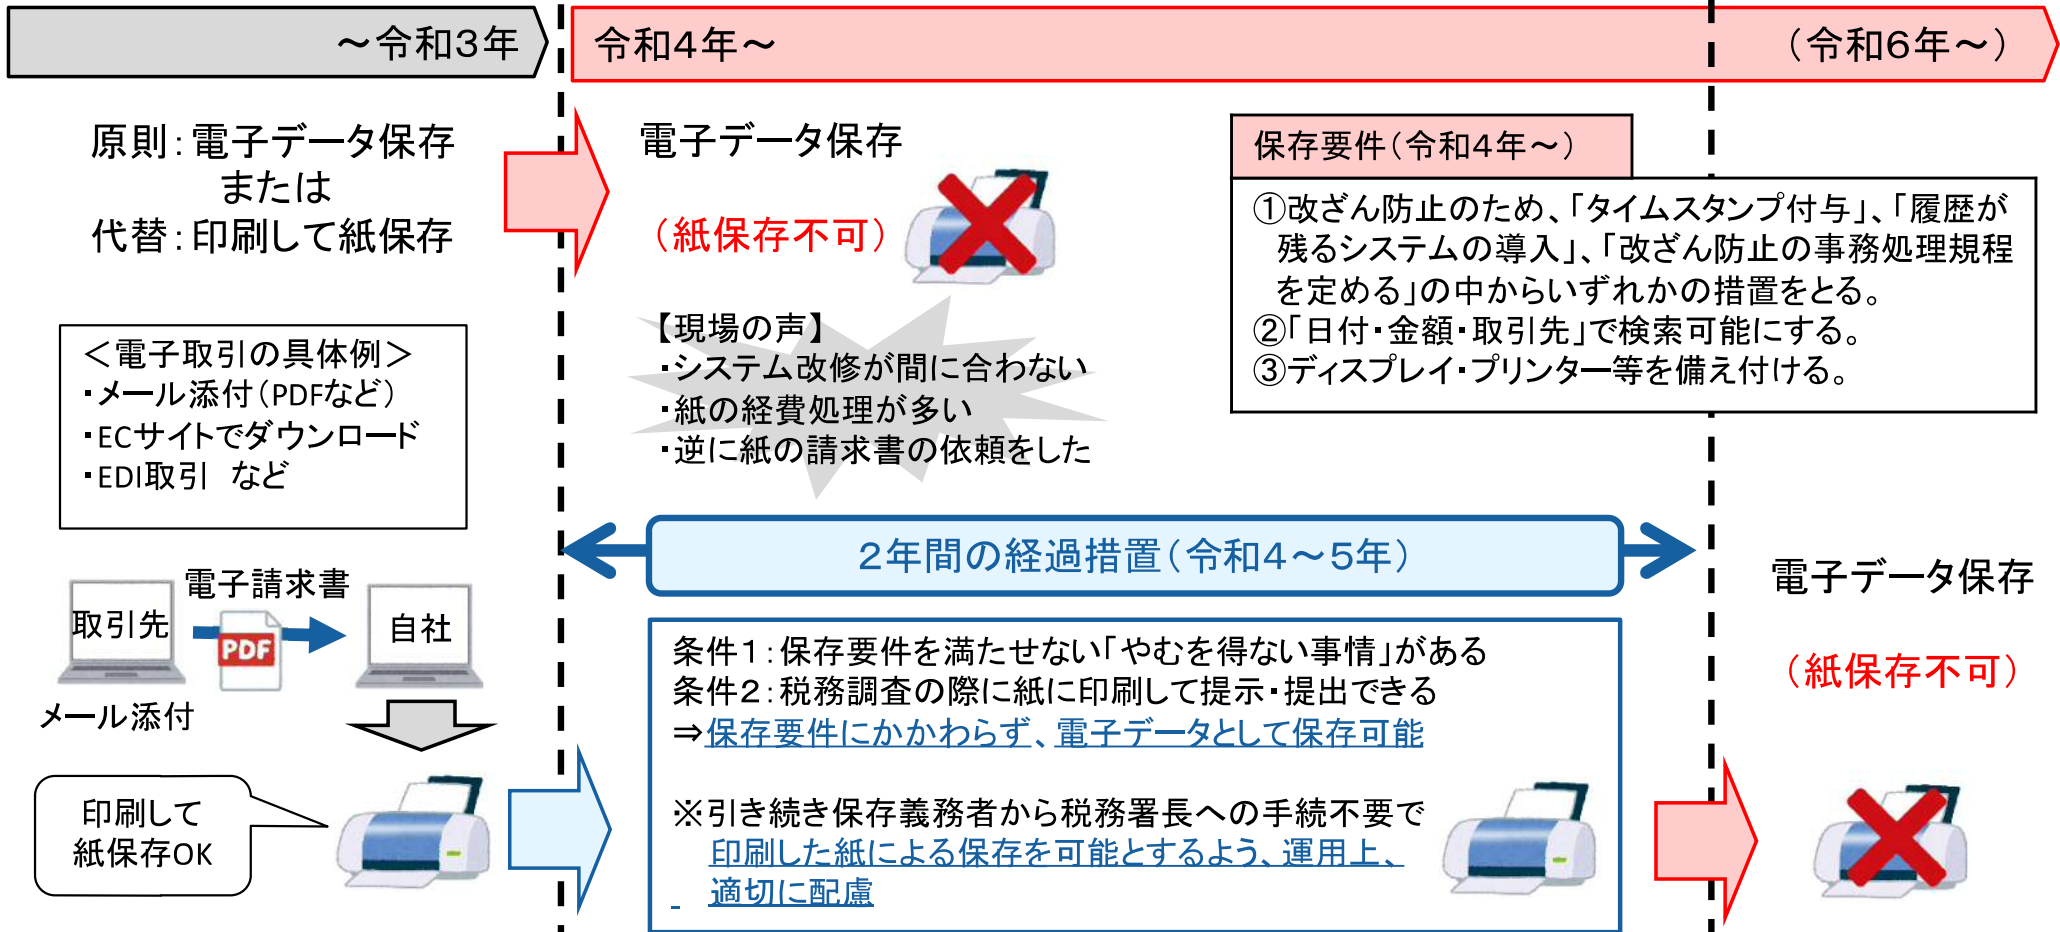 ～令和３年
令和４年～
（令和６年～）
原則：電子データ保存
または
代替：印刷して紙保存
＜電子取引の具体例＞
・メール添付（PDFなど）
・ECサイトでダウンロード
・EDI取引　など
取引先
電子請求書
PDF
自社
メール添付
印刷して
紙保存OK
電子データ保存
（紙保存不可）
【現場の声】
・システム改修が間に合わない
・紙の経費処理が多い
・逆に紙の請求書の依頼をした
保存要件（令和４年～）
①改ざん防止のため、「タイムスタンプ付与」、「履歴が
残るシステムの導入」、「改ざん防止の事務処理規程
を定める」の中からいずれかの措置をとる。
②「日付・金額・取引先」で検索可能にする。
③ディスプレイ・プリンター等を備え付ける。
２年間の経過措置（令和４～５年）
条件１：保存要件を満たせない「やむを得ない事情」がある
条件２：税務調査の際に紙に印刷して提示・提出できる
⇒保存要件にかかわらず、電子データとして保存可能
※引き続き保存義務者から税務署長への手続不要で
印刷した紙による保存を可能とするよう、運用上、
適切に配慮
電子データ保存
（紙保存不可）